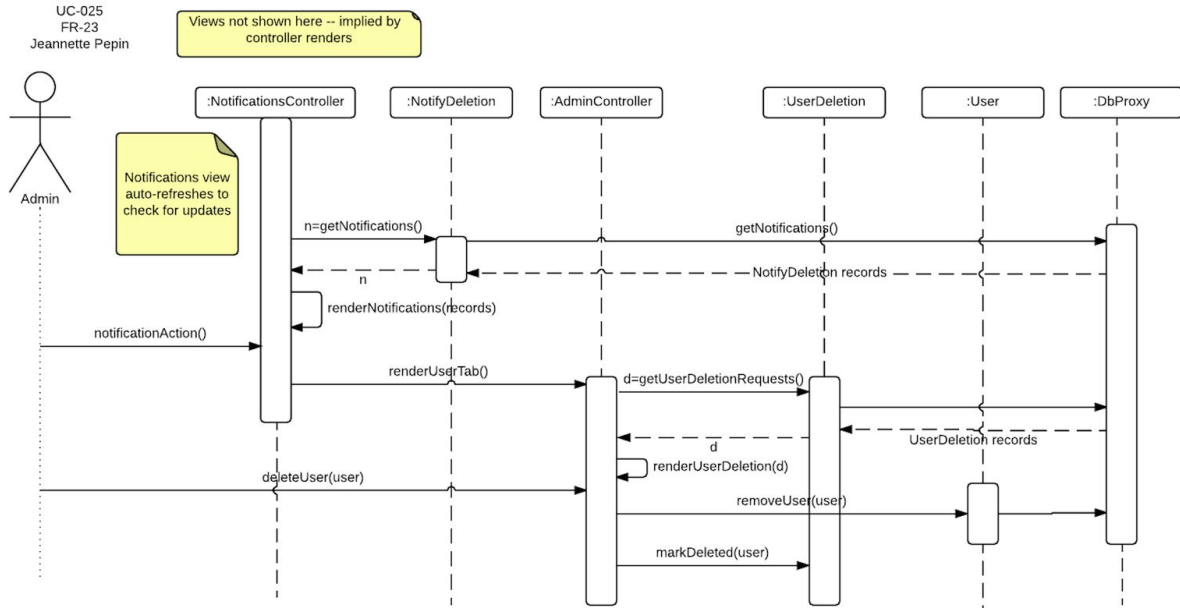 UC-025
FR-23
Jeannette Pepin
Views not shown here -- implied by
controller renders
:NotificationsController
:NotifyDeletion
:AdminController
:UserDeletion
:User
:DbProxy
Admin
Notifications view
auto-refreshes to
check for updates
n=getNotifications()
getNotifications()
NotifyDeletion records
n
renderNotifications(records)
notificationAction()
renderUserTab()
d=getUserDeletionRequests()
UserDeletion records
d
renderUserDeletion(d)
deleteUser(user)
removeUser(user)
markDeleted(user)